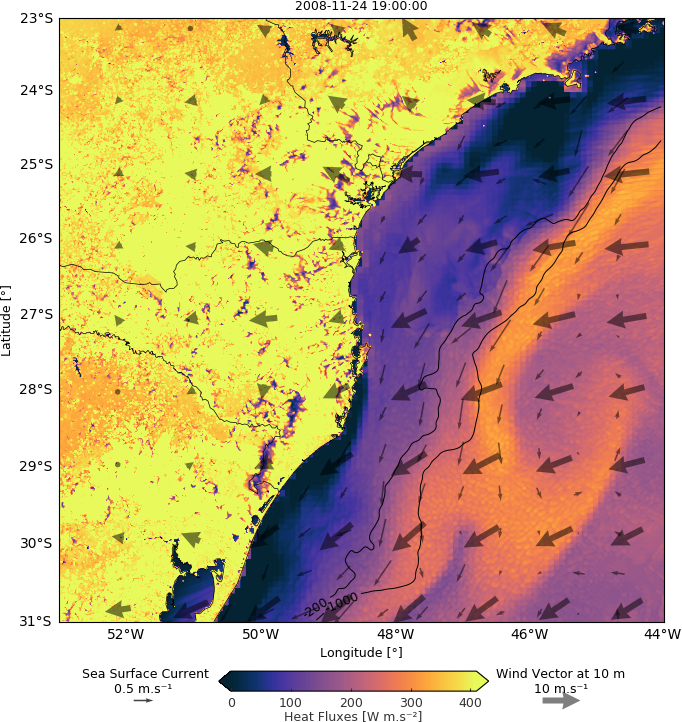 2008-11-24 19:00:00
23°S
24°S
25°S
26°S
27°S
28°S
29°S
30°S
31°S
Latitude [°]
200
1000
52°W 50°W 48°W 46°W 44°W
Longitude [°]
Sea Surface Current
0.5 m.s⁻¹
Wind Vector at 10 m
10 m.s⁻¹
0 100 200 300 400
Heat Fluxes [W m.s⁻²]